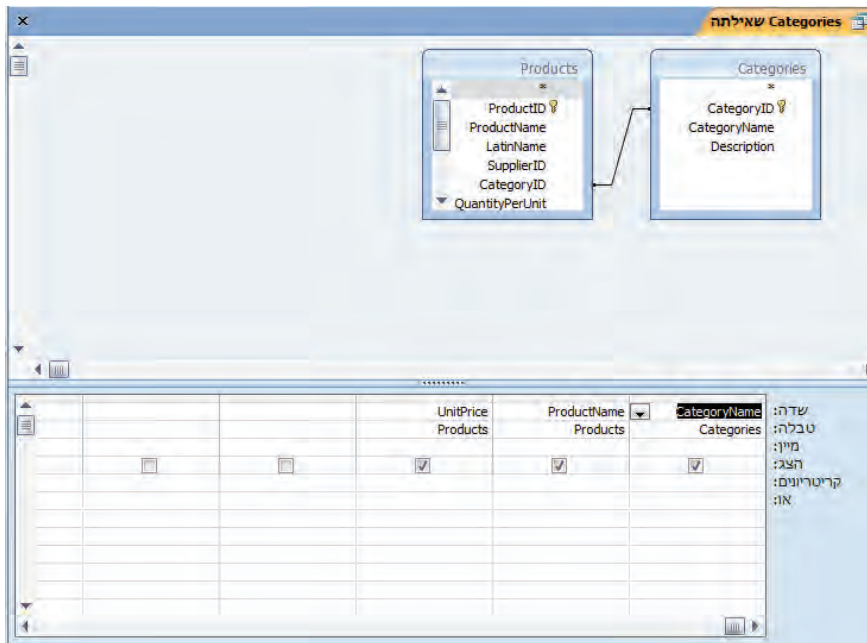 Categories שאילתה
Categories
*
CategoryID
CategoryName
Description
Products
*
ProductID
ProductName
LatinName
SupplierID
CategoryID
QuantityPerUnit
שדה: CategoryName ProductName UnitPrice
טבלה: Categories Products Products
מיין:
הצג:
קריטריונים:
או: